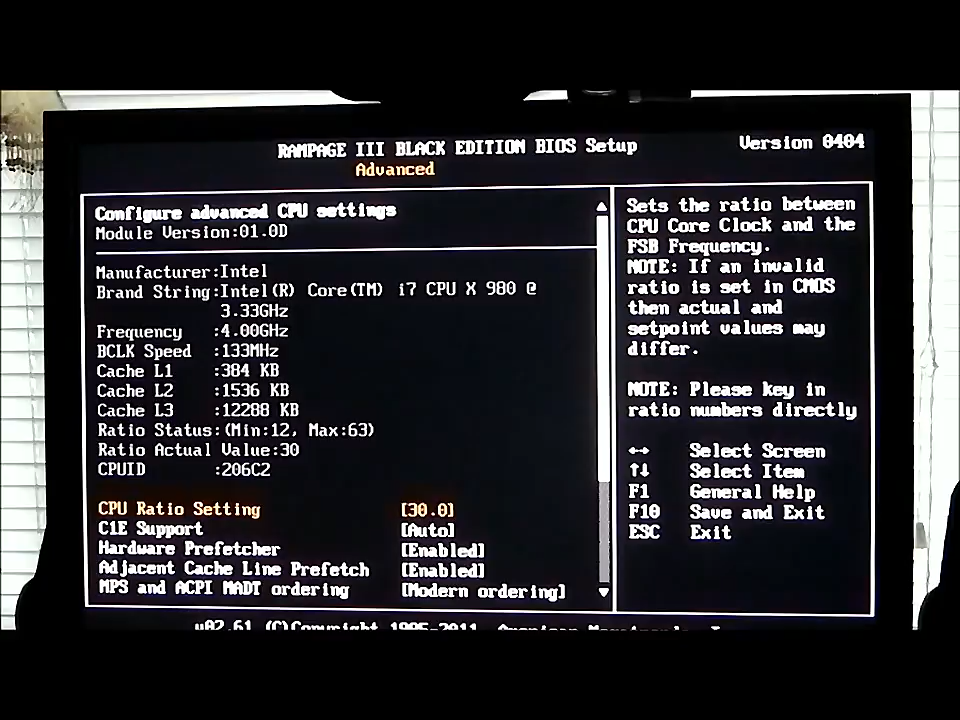 RAMPAGE III BLACK EDITION BIOS Setup
Version 0404
Advanced
Configure advanced CPU settings
Module Version:01.0D
Manufacturer:Intel
Brand String:Intel(R) Core(TM) i7 CPU X 980 @
3.33GHz
Frequency :4.00GHz
BCLK Speed :133MHz
Cache L1 :384 KB
Cache L2 :1536 KB
Cache L3 :12288 KB
Ratio Status:(Min:12, Max:63)
Ratio Actual Value:30
CPUID :206C2
CPU Ratio Setting [30.0]
C1E Support [Auto]
Hardware Prefetcher [Enabled]
Adjacent Cache Line Prefetch [Enabled]
MPS and ACPI MADT ordering [Modern ordering]
Sets the ratio between
CPU Core Clock and the
FSB Frequency.
NOTE: If an invalid
ratio is set in CMOS
then actual and
setpoint values may
differ.
NOTE: Please key in
ratio numbers directly
↔ Select Screen
↑↓ Select Item
F1 General Help
F10 Save and Exit
ESC Exit
v02.61 (C)Copyright 1985-2011, American